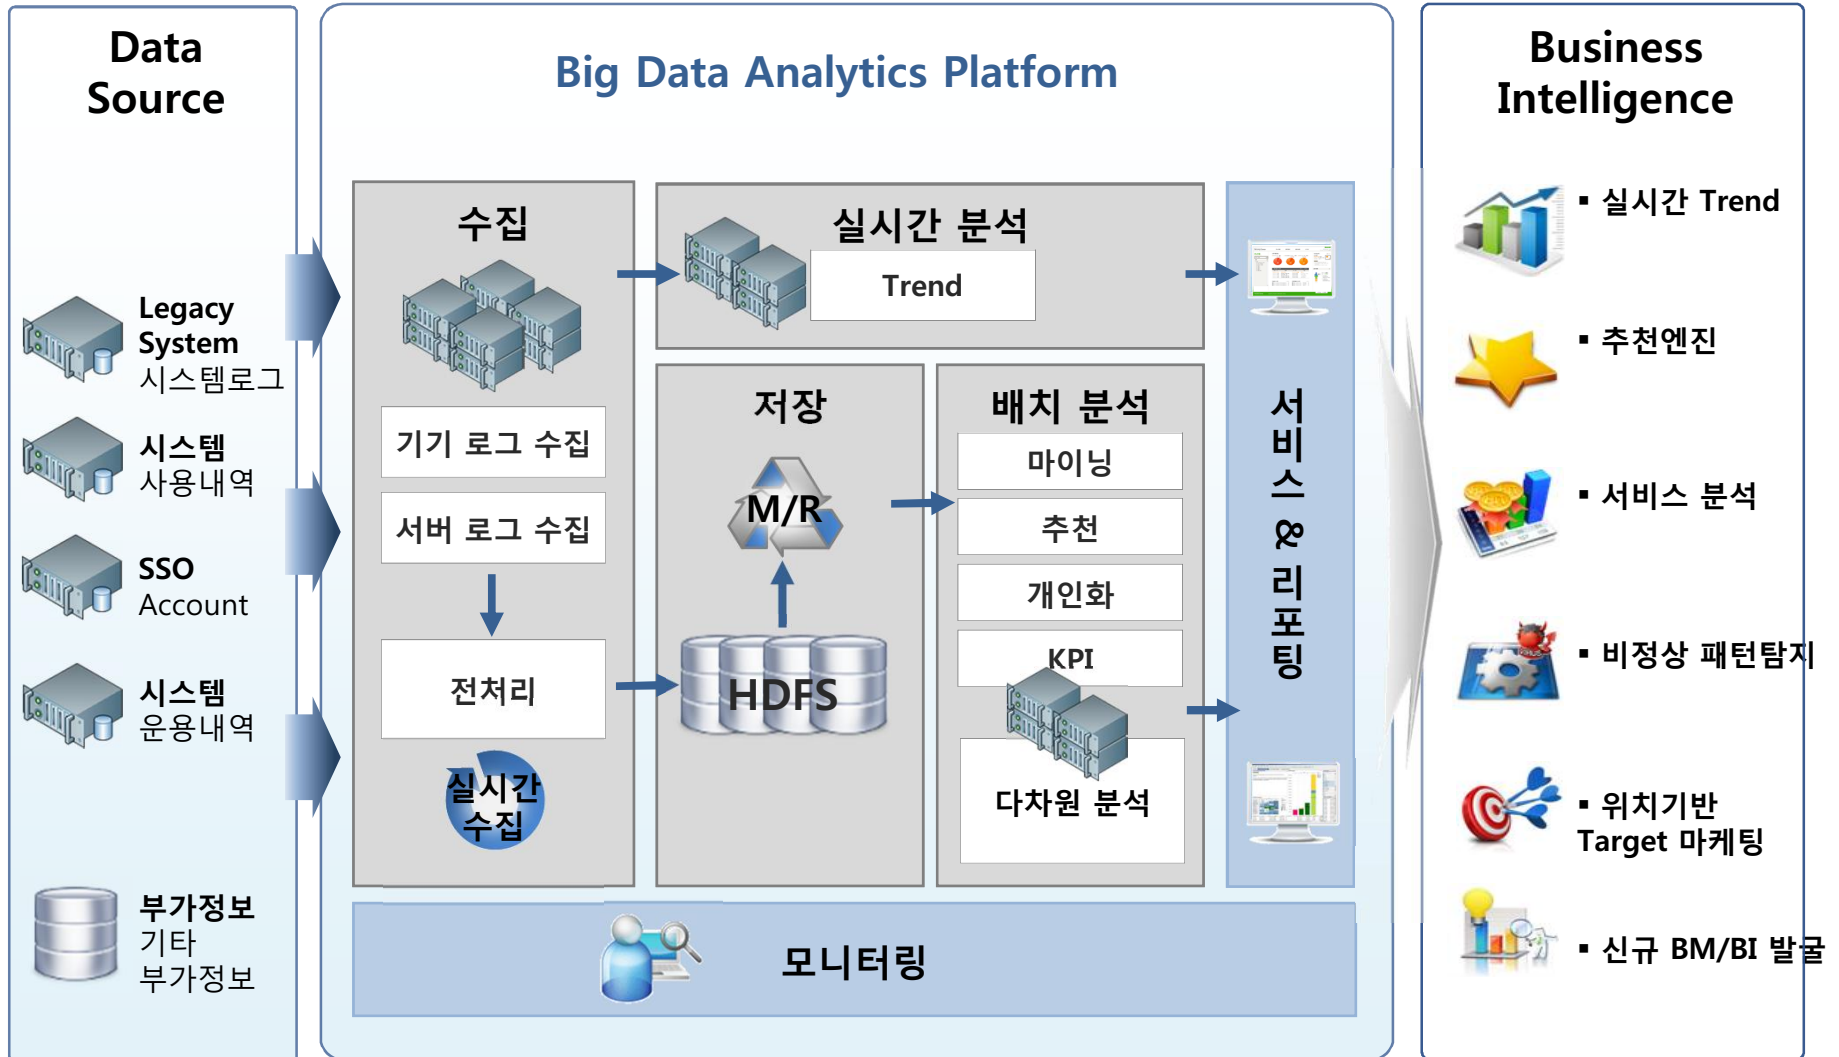 Data
Source
Legacy
System
시스템로그
시스템
사용내역
SSO
Account
시스템
운용내역
부가정보
기타
부가정보
Big Data Analytics Platform
수집
기기 로그 수집
서버 로그 수집
전처리
실시간
수집
실시간 분석
Trend
저장
M/R
HDFS
배치 분석
마이닝
추천
개인화
KPI
다차원 분석
서비스 & 리포팅
모니터링
Business
Intelligence
▪ 실시간 Trend
▪ 추천엔진
▪ 서비스 분석
▪ 비정상 패턴탐지
▪ 위치기반
Target 마케팅
▪ 신규 BM/BI 발굴